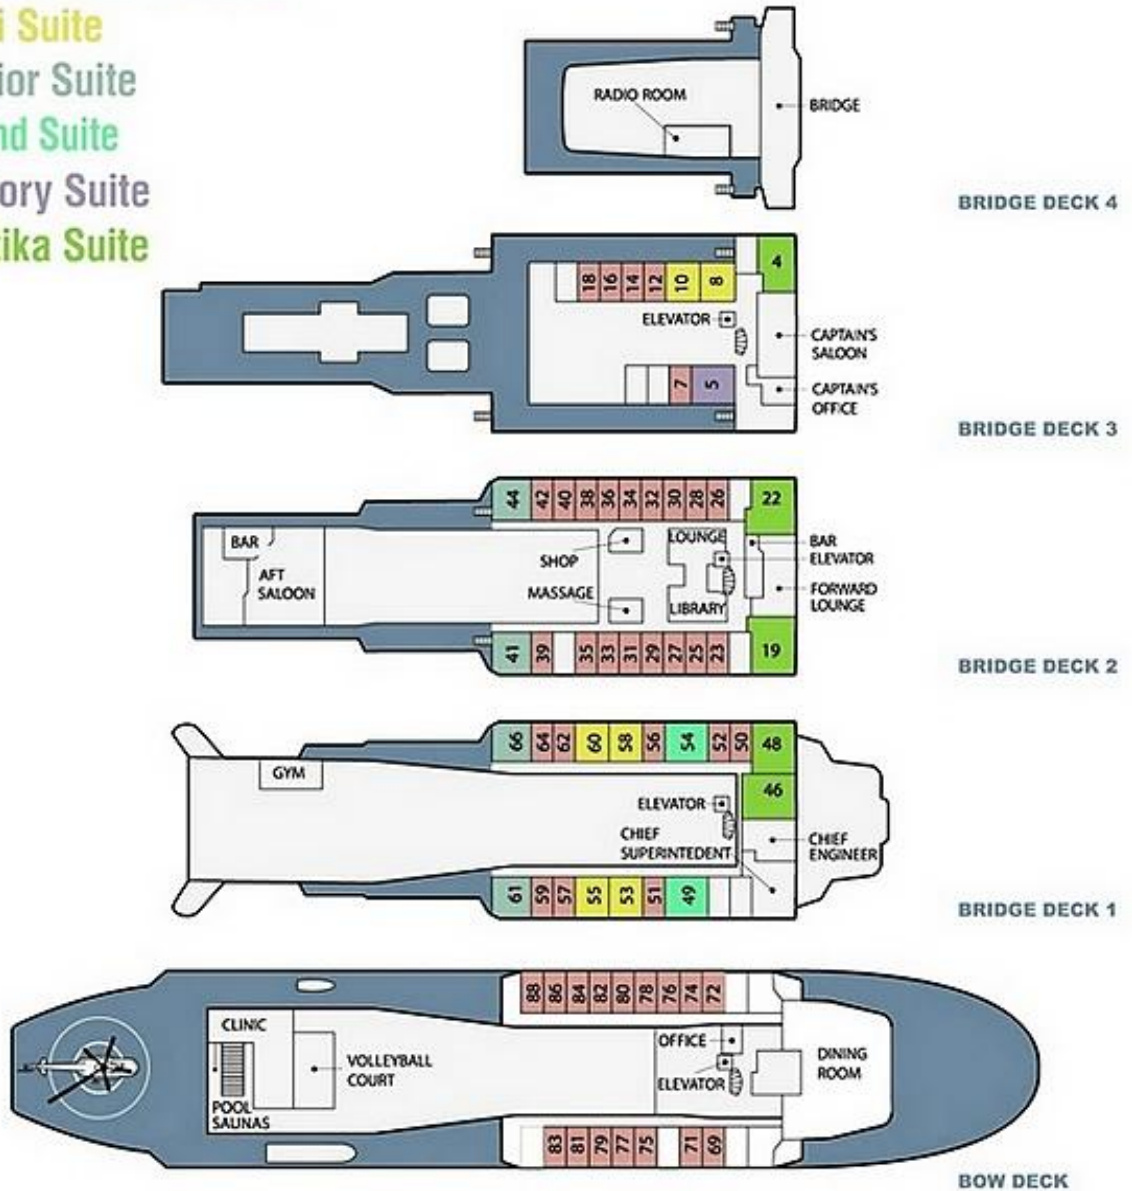 i Suite
ior Suite
nd Suite
ory Suite
ika Suite
RADIO ROOM
BRIDGE
BRIDGE DECK 4
18 16 14 12 10 8
4
ELEVATOR
CAPTAIN'S
SALOON
7 5
CAPTAIN'S
OFFICE
BRIDGE DECK 3
44 42 40 38 36 34 32 30 28 26
22
BAR
AFT
SALOON
SHOP
MASSAGE
LOUNGE
LIBRARY
BAR
ELEVATOR
FORWARD
LOUNGE
41 39 35 33 31 29 27 25 23
19
BRIDGE DECK 2
66 64 62 60 58 56 54 52 50 48
GYM
46
ELEVATOR
CHIEF
SUPERINTEDENT
CHIEF
ENGINEER
61 59 57 55 53 51 49
BRIDGE DECK 1
88 86 84 82 80 78 76 74 72
CLINIC
VOLLEYBALL
COURT
POOL
SAUNAS
OFFICE
ELEVATOR
DINING
ROOM
83 81 79 77 75 71 69
BOW DECK